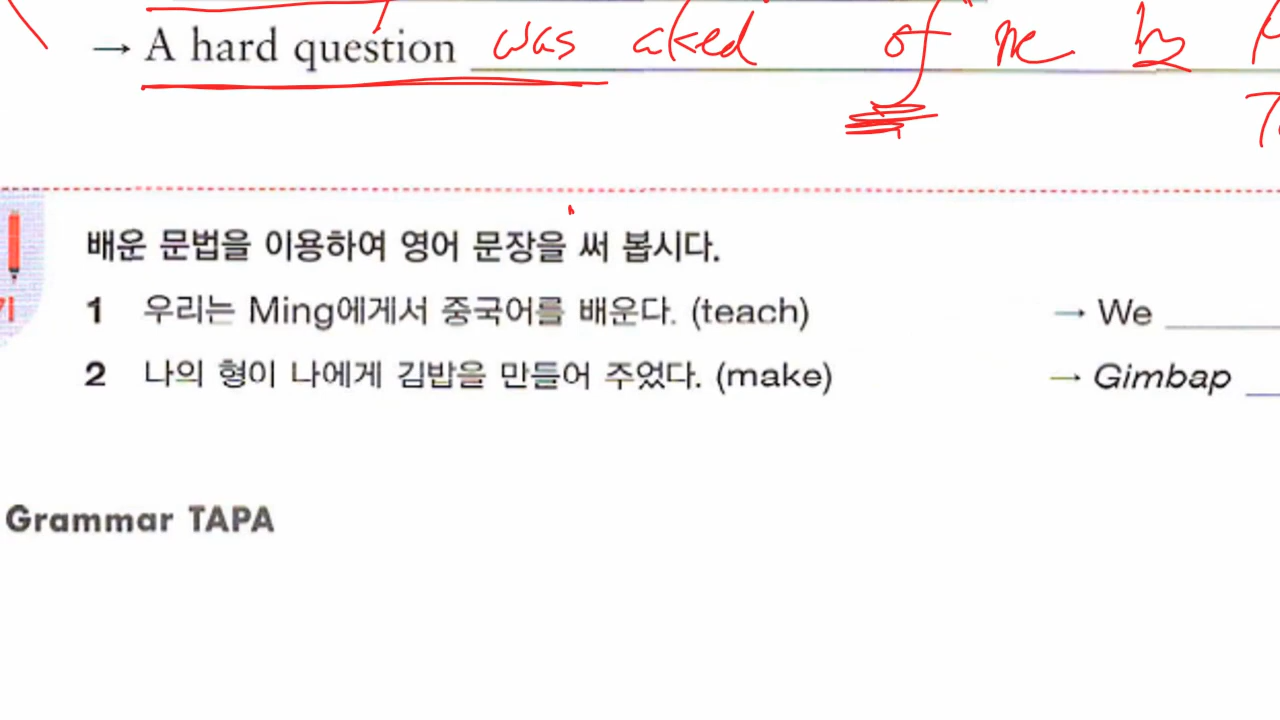 → A hard question was aked of me by
배운 문법을 이용하여 영어 문장을 써 봅시다.
1 우리는 Ming에게서 중국어를 배운다. (teach) → We
2 나의 형이 나에게 김밥을 만들어 주었다. (make) → Gimbap
Grammar TAPA